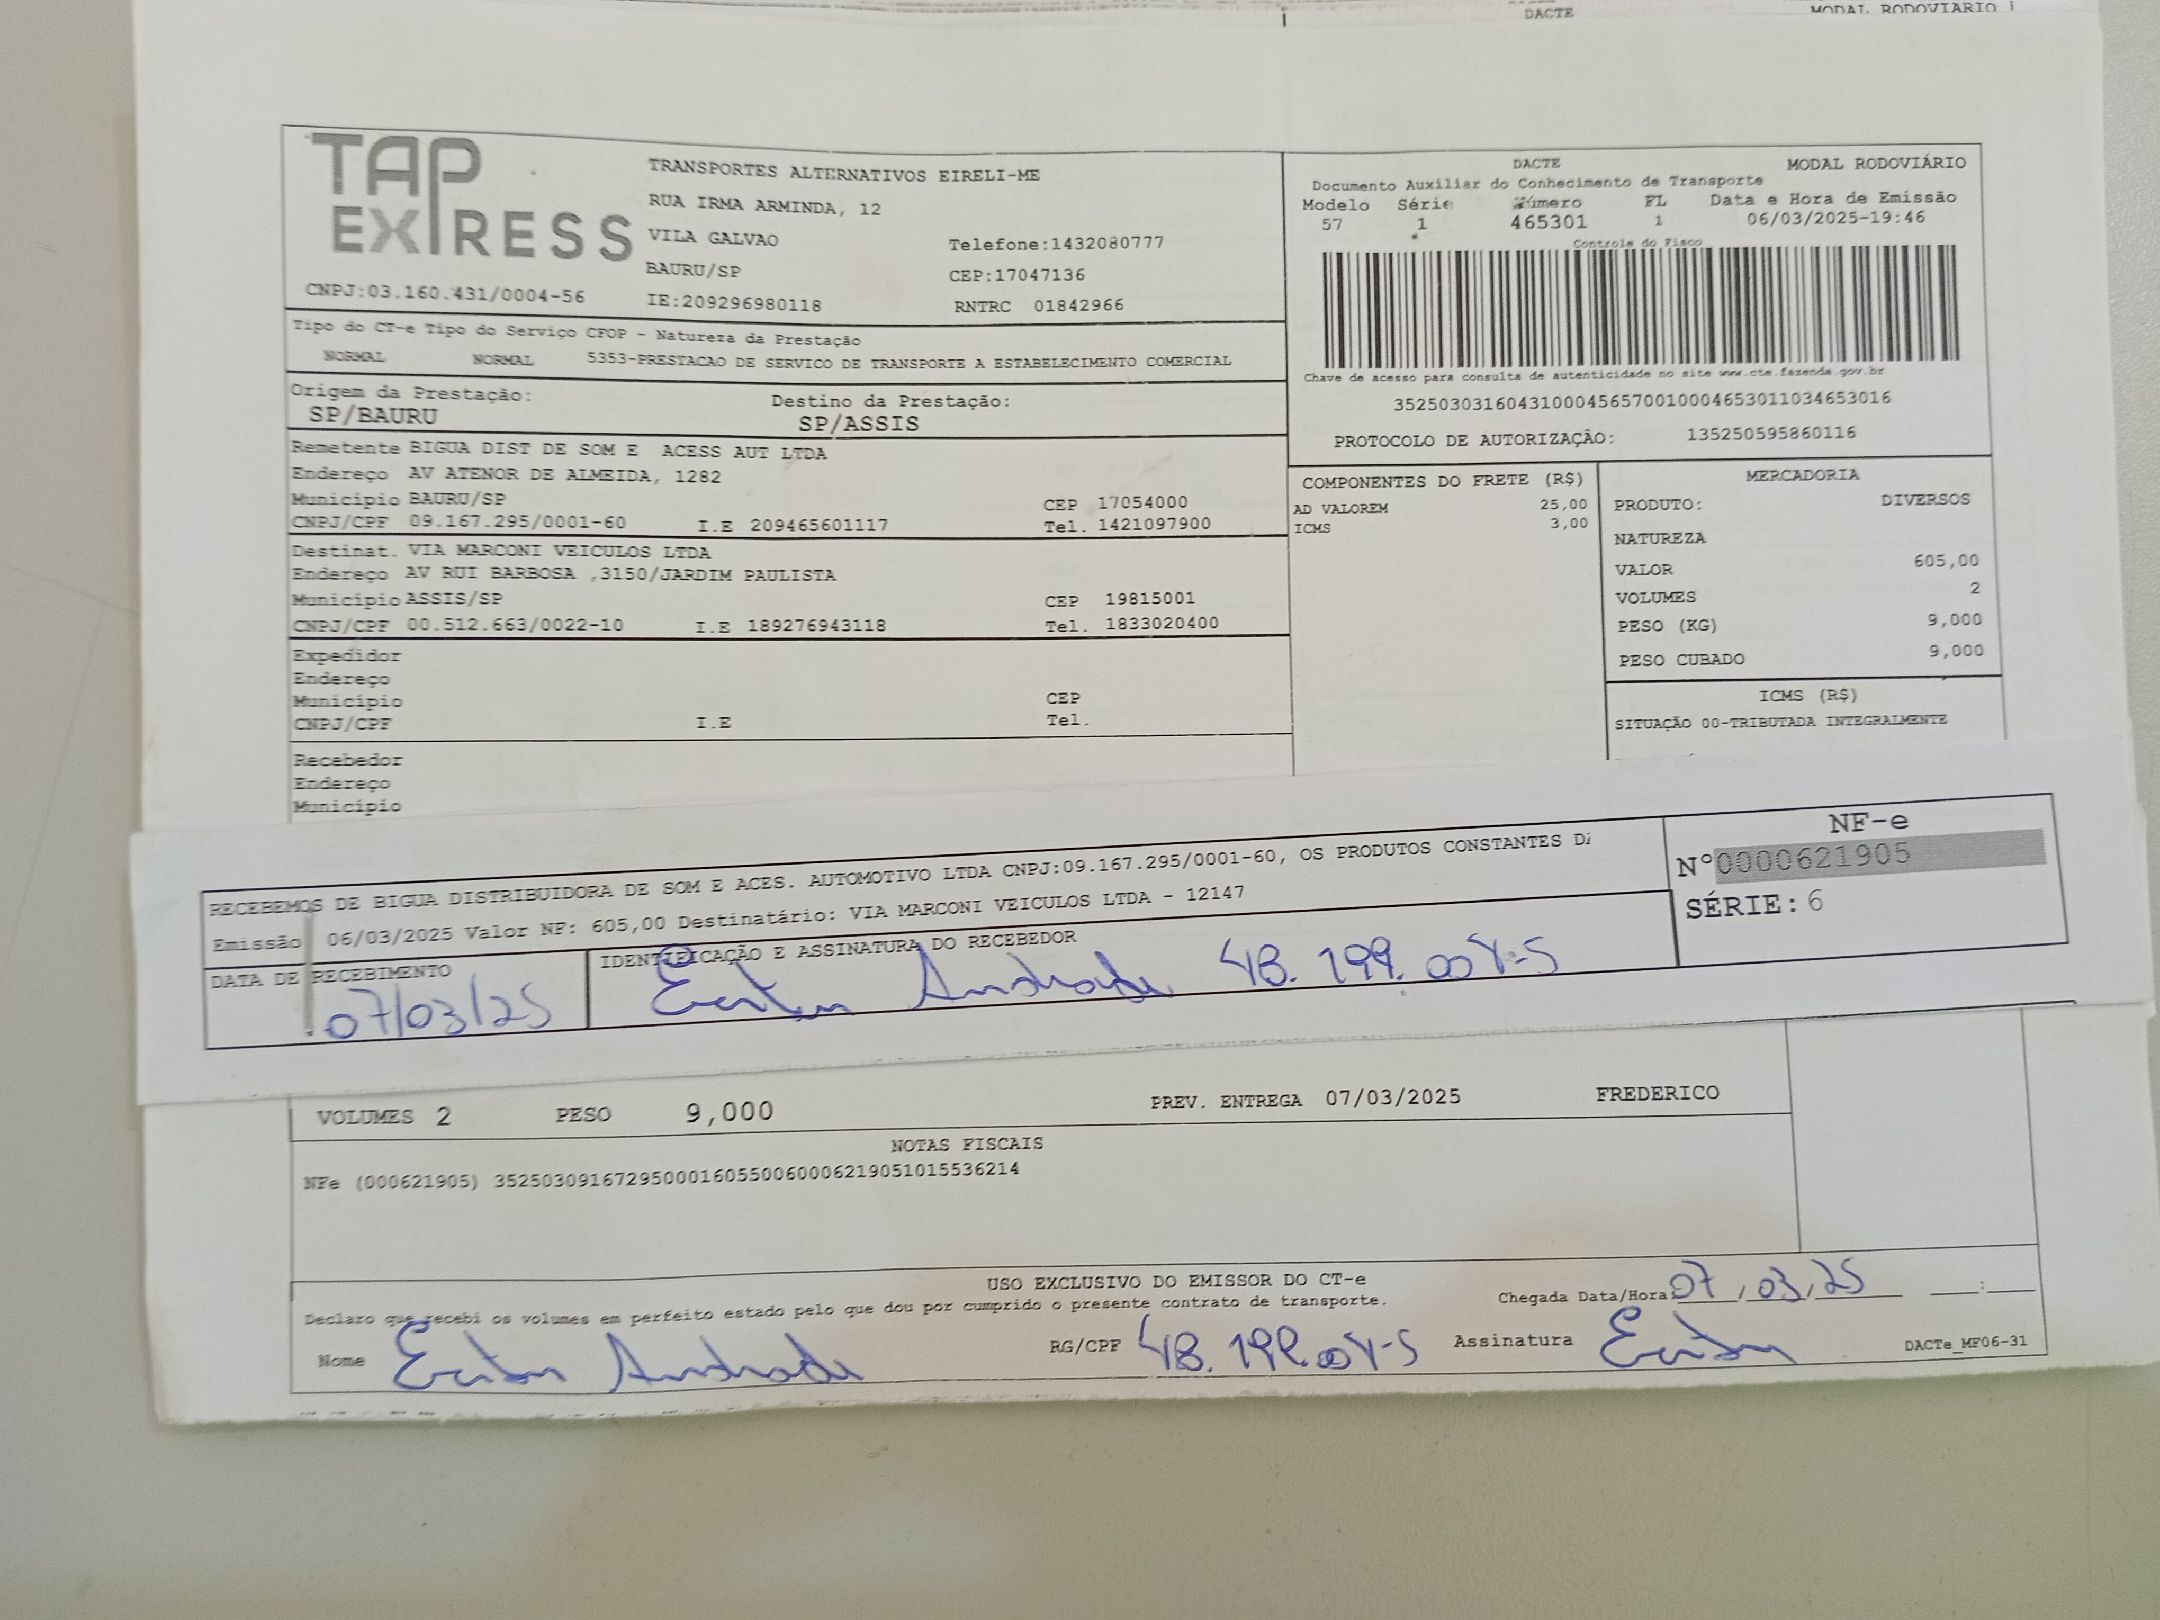 DACTE MODAL RODOVIÁRIO
TAP EXPRESS
CNPJ:03.160.431/0004-56
TRANSPORTES ALTERNATIVOS EIRELI-ME
RUA IRMA ARMINDA, 12
VILA GALVAO Telefone:1432080777
BAURU/SP CEP:17047136
IE:209296980118 RNTRC 01842966
DACTE MODAL RODOVIÁRIO
Documento Auxiliar do Conhecimento de Transporte
Modelo Série Número FL Data e Hora de Emissão
57 1 465301 1 06/03/2025-19:46
Controle do Fisco
Chave de acesso para consulta de autenticidade no site www.cte.fazenda.gov.br
35250303160431000456570010004653011034653016
PROTOCOLO DE AUTORIZAÇÃO: 135250595860116
Tipo do CT-e Tipo do Serviço CFOP - Natureza da Prestação
NORMAL NORMAL 5353-PRESTACAO DE SERVICO DE TRANSPORTE A ESTABELECIMENTO COMERCIAL
Origem da Prestação: Destino da Prestação:
SP/BAURU SP/ASSIS
Remetente BIGUA DIST DE SOM E ACESS AUT LTDA
Endereço AV ATENOR DE ALMEIDA, 1282
Município BAURU/SP CEP 17054000
CNPJ/CPF 09.167.295/0001-60 I.E 209465601117 Tel. 1421097900
Destinat. VIA MARCONI VEICULOS LTDA
Endereço AV RUI BARBOSA ,3150/JARDIM PAULISTA
Município ASSIS/SP CEP 19815001
CNPJ/CPF 00.512.663/0022-10 I.E 189276943118 Tel. 1833020400
Expedidor
Endereço
Município CEP
CNPJ/CPF I.E Tel.
Recebedor
Endereço
Município
COMPONENTES DO FRETE (R$)
AD VALOREM 25,00
ICMS 3,00
MERCADORIA
PRODUTO: DIVERSOS
NATUREZA
VALOR 605,00
VOLUMES 2
PESO (KG) 9,000
PESO CUBADO 9,000
ICMS (R$)
SITUAÇÃO 00-TRIBUTADA INTEGRALMENTE
RECEBEMOS DE BIGUA DISTRIBUIDORA DE SOM E ACES. AUTOMOTIVO LTDA CNPJ:09.167.295/0001-60, OS PRODUTOS CONSTANTES
Emissão 06/03/2025 Valor NF: 605,00 Destinatário: VIA MARCONI VEICULOS LTDA - 12147
DATA DE RECEBIMENTO IDENTIFICAÇÃO E ASSINATURA DO RECEBEDOR
07/03/25 Andrade
NF-e
Nº0000621905
SÉRIE: 6
VOLUMES 2 PESO 9,000 PREV. ENTREGA 07/03/2025 FREDERICO
NOTAS FISCAIS
NFe (000621905) 35250309167295000160550060006219051015536214
USO EXCLUSIVO DO EMISSOR DO CT-e
Declaro que recebi os volumes em perfeito estado pelo que dou por cumprido o presente contrato de transporte.
Chegada Data/Hora: 07/03/25 :
Nome Andrade RG/CPF Assinatura
DACTe_MF06-31